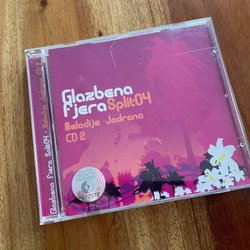 Glazbena
fjera Split04
Melodije Jadrana
CD 2
Glazbena fjera Split04 • Melodije Jadrana CD 2